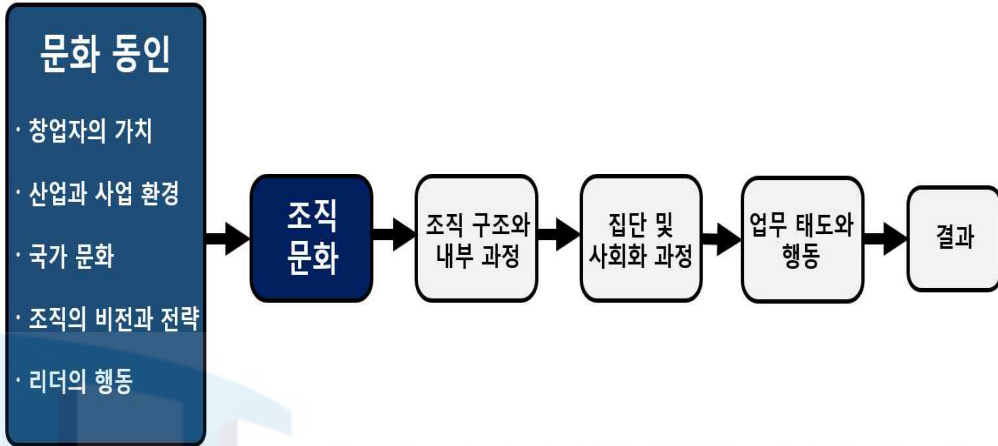 문화 동인
· 창업자의 가치
· 산업과 사업 환경
· 국가 문화
· 조직의 비전과 전략
· 리더의 행동
조직
문화
조직 구조와
내부 과정
집단 및
사회화 과정
업무 태도와
행동
결과